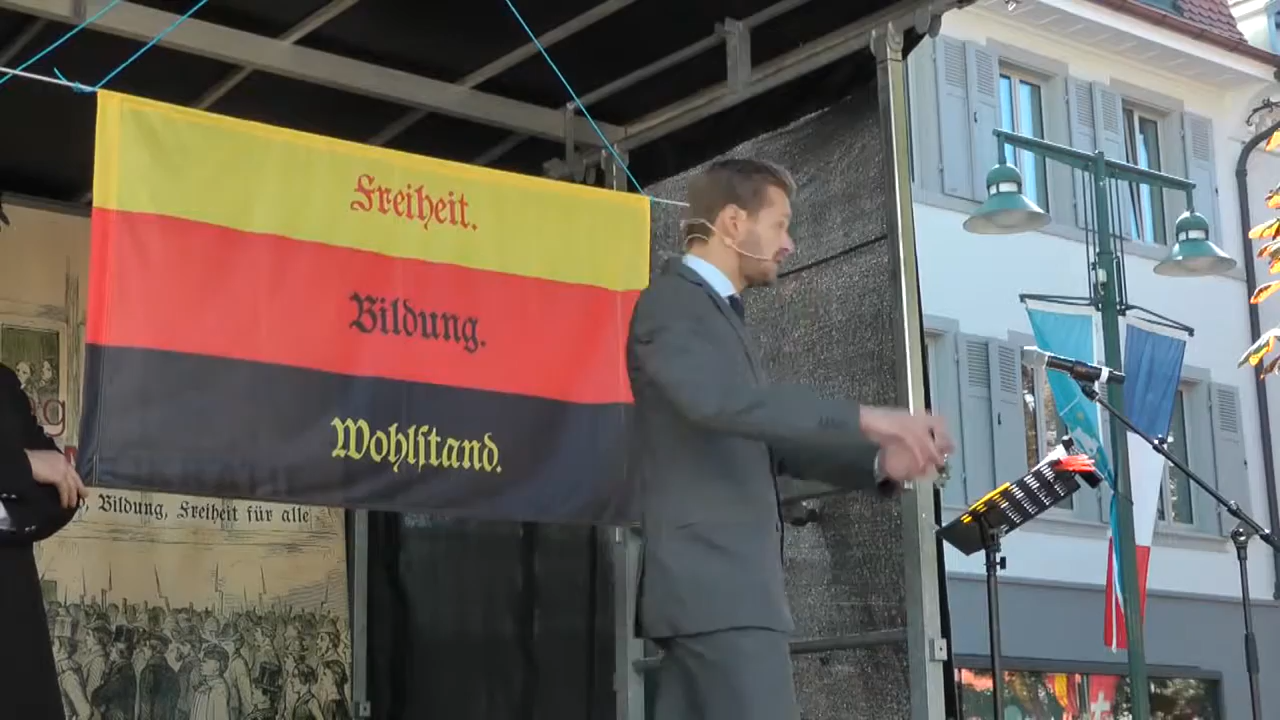 Freiheit.
Bildung.
Wohlstand.
, Bildung, Freiheit für alle